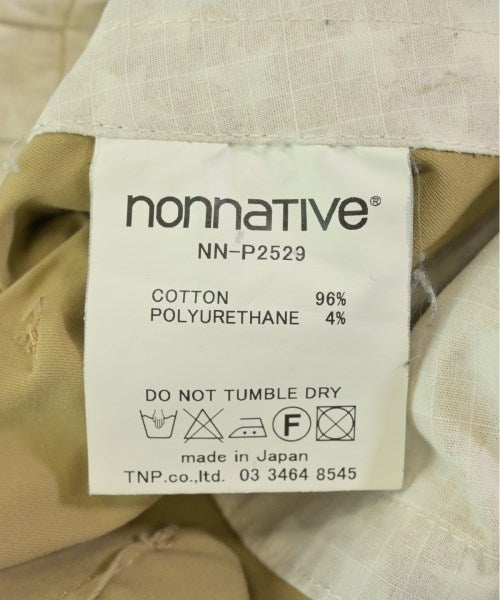 nonnative®
NN-P2529
COTTON 96%
POLYURETHANE 4%
DO NOT TUMBLE DRY
F
made in Japan
TNP.co.,ltd. 03 3464 8545